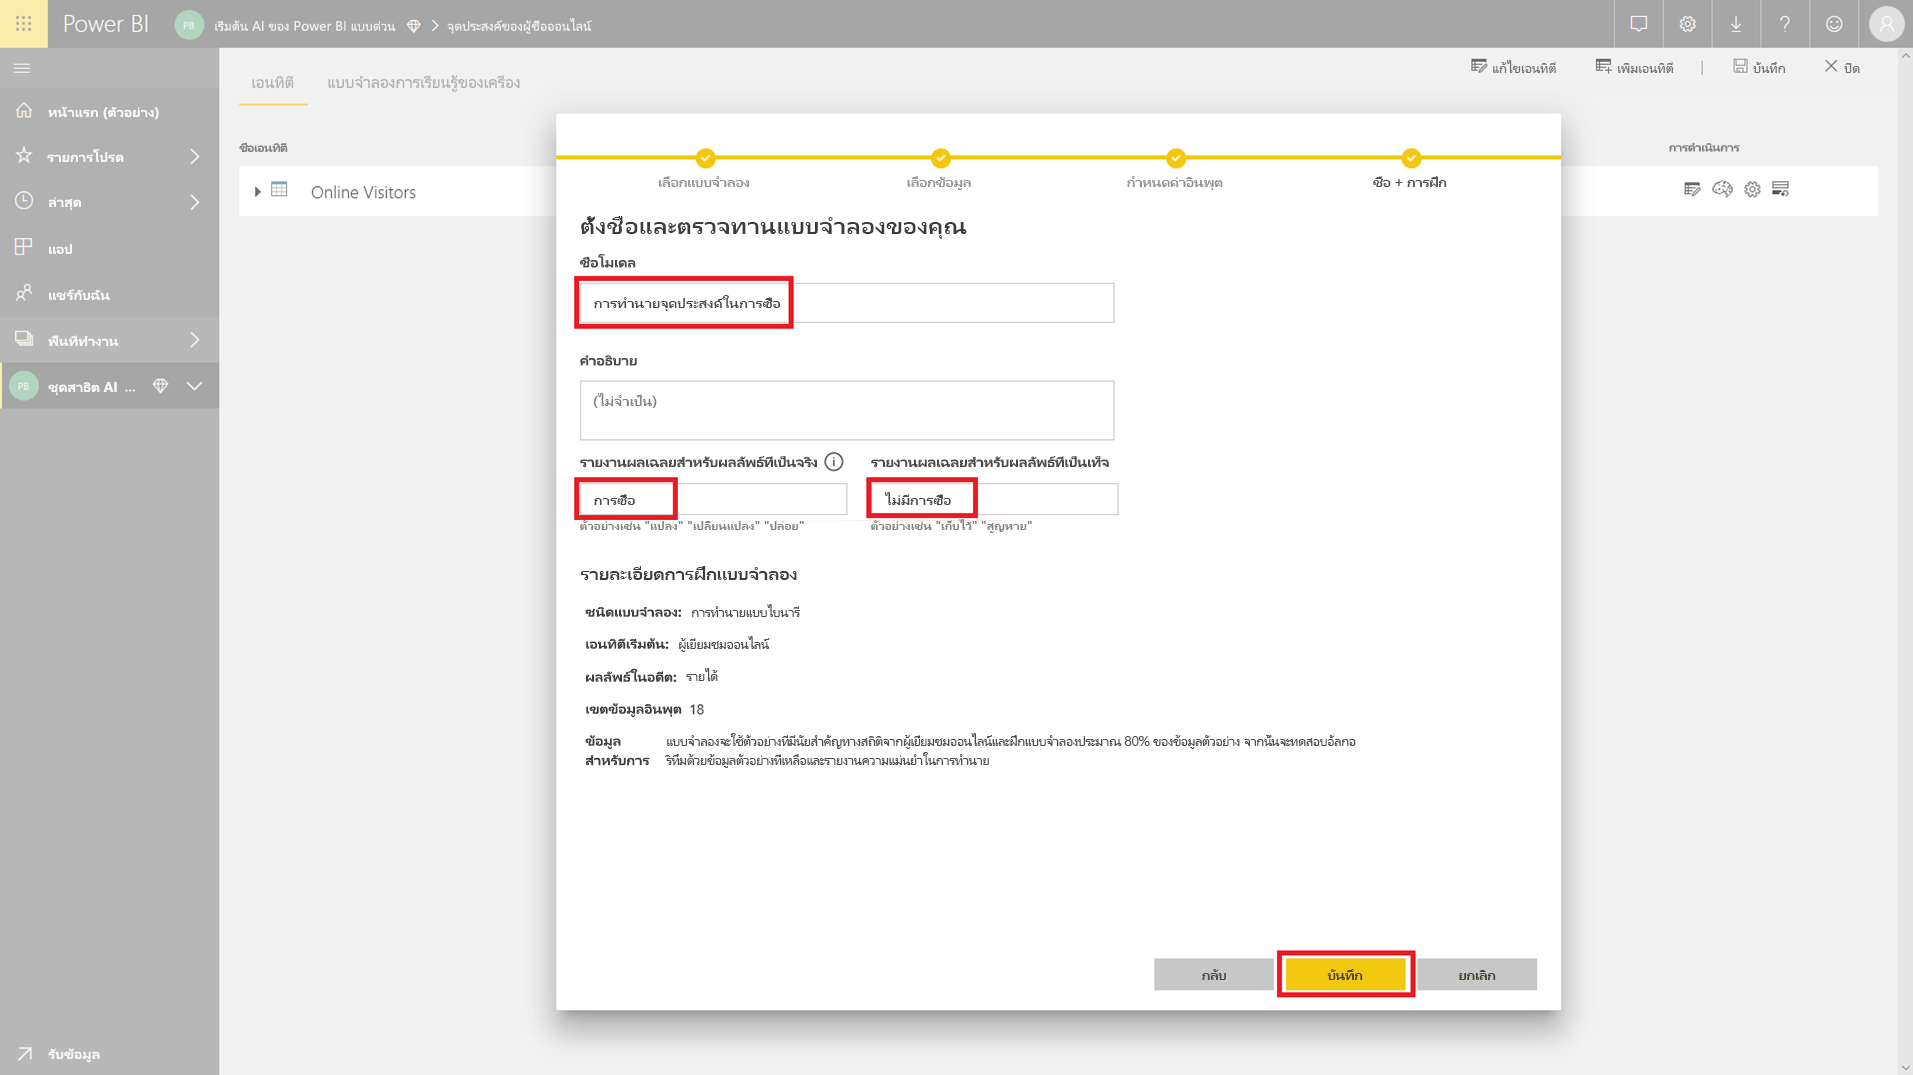 Power BI
PB
เริ่มต้น AI ของ Power BI แบบด่วน
จุดประสงค์ของผู้ซื้อออนไลน์
หน้าแรก (ตัวอย่าง)
รายการโปรด
ล่าสุด
แอป
แชร์กับฉัน
พื้นที่ทำงาน
PB
ชุดสาธิต AI ...
รับข้อมูล
เอนทิตี
แบบจำลองการเรียนรู้ของเครื่อง
แก้ไขเอนทิตี
เพิ่มเอนทิตี
บันทึก
ปิด
ชื่อเอนทิตี
การดำเนินการ
Online Visitors
เลือกแบบจำลอง
เลือกข้อมูล
กำหนดค่าอินพุต
ชื่อ + การฝึก
ตั้งชื่อและตรวจทานแบบจำลองของคุณ
ชื่อโมเดล
การทำนายจุดประสงค์ในการซื้อ
คำอธิบาย
(ไม่จำเป็น)
รายงานผลเฉลยสำหรับผลลัพธ์ที่เป็นจริง
รายงานผลเฉลยสำหรับผลลัพธ์ที่เป็นเท็จ
การซื้อ
ไม่มีการซื้อ
ตัวอย่างเช่น "แปลง" "เปลี่ยนแปลง" "ปล่อย"
ตัวอย่างเช่น "เก็บไว้" "สูญหาย"
รายละเอียดการฝึกแบบจำลอง
ชนิดแบบจำลอง: การทำนายแบบไบนารี
เอนทิตีเริ่มต้น: ผู้เยี่ยมชมออนไลน์
ผลลัพธ์ในอดีต: รายได้
เขตข้อมูลอินพุต 18
ข้อมูล แบบจำลองจะใช้ตัวอย่างที่มีนัยสำคัญทางสถิติจากผู้เยี่ยมชมออนไลน์และฝึกแบบจำลองประมาณ 80% ของข้อมูลตัวอย่าง จากนั้นจะทดสอบอัลกอ
สำหรับการ ริทึมด้วยข้อมูลตัวอย่างที่เหลือและรายงานความแม่นยำในการทำนาย
กลับ
บันทึก
ยกเลิก